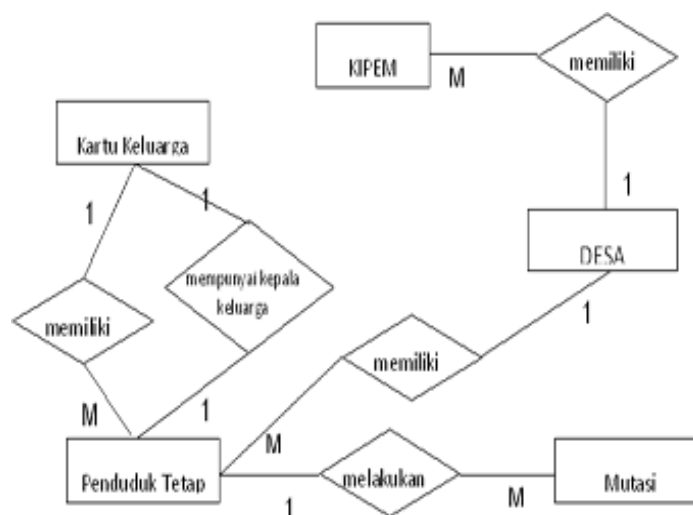 KIPEM
M
memiliki
Kartu Keluarga
1
1
1
DESA
mempunyai kepala
keluarga
memiliki
1
memiliki
M
1
M
Penduduk Tetap
1
melakukan
M
Mutasi